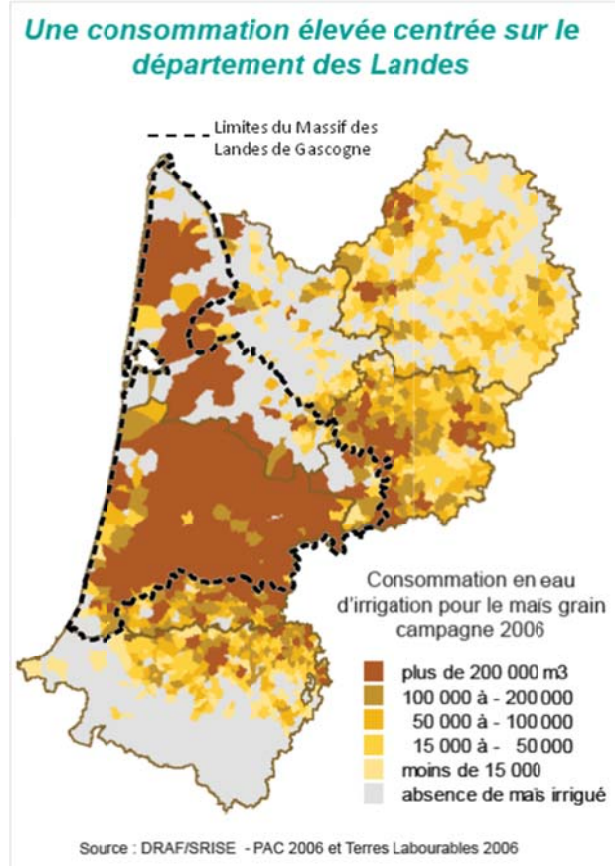 Une consommation élevée centrée sur le
département des Landes
Limites du Massif des
Landes de Gascogne
Consommation en eau
d'irrigation pour le maïs grain
campagne 2006
plus de 200 000 m3
100 000 à - 200 000
50 000 à - 100 000
15 000 à - 50 000
moins de 15 000
absence de maïs irrigué
Source : DRAF/SRISE - PAC 2006 et Terres Labourables 2006